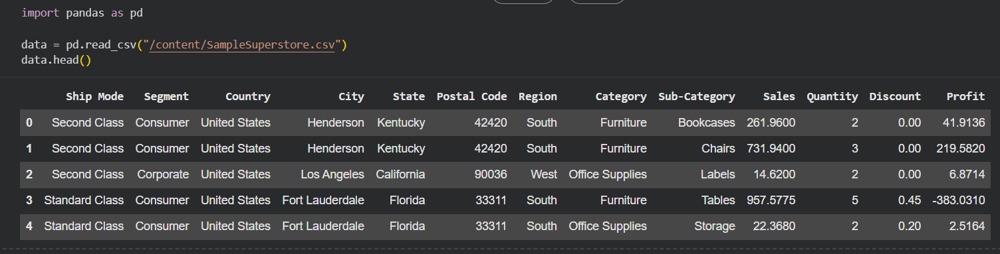 import pandas as pd
data = pd.read_csv("/content/SampleSuperstore.csv")
data.head()
Ship Mode Segment Country City State Postal Code Region Category Sub-Category Sales Quantity Discount Profit
0 Second Class Consumer United States Henderson Kentucky 42420 South Furniture Bookcases 261.9600 2 0.00 41.9136
1 Second Class Consumer United States Henderson Kentucky 42420 South Furniture Chairs 731.9400 3 0.00 219.5820
2 Second Class Corporate United States Los Angeles California 90036 West Office Supplies Labels 14.6200 2 0.00 6.8714
3 Standard Class Consumer United States Fort Lauderdale Florida 33311 South Furniture Tables 957.5775 5 0.45 -383.0310
4 Standard Class Consumer United States Fort Lauderdale Florida 33311 South Office Supplies Storage 22.3680 2 0.20 2.5164